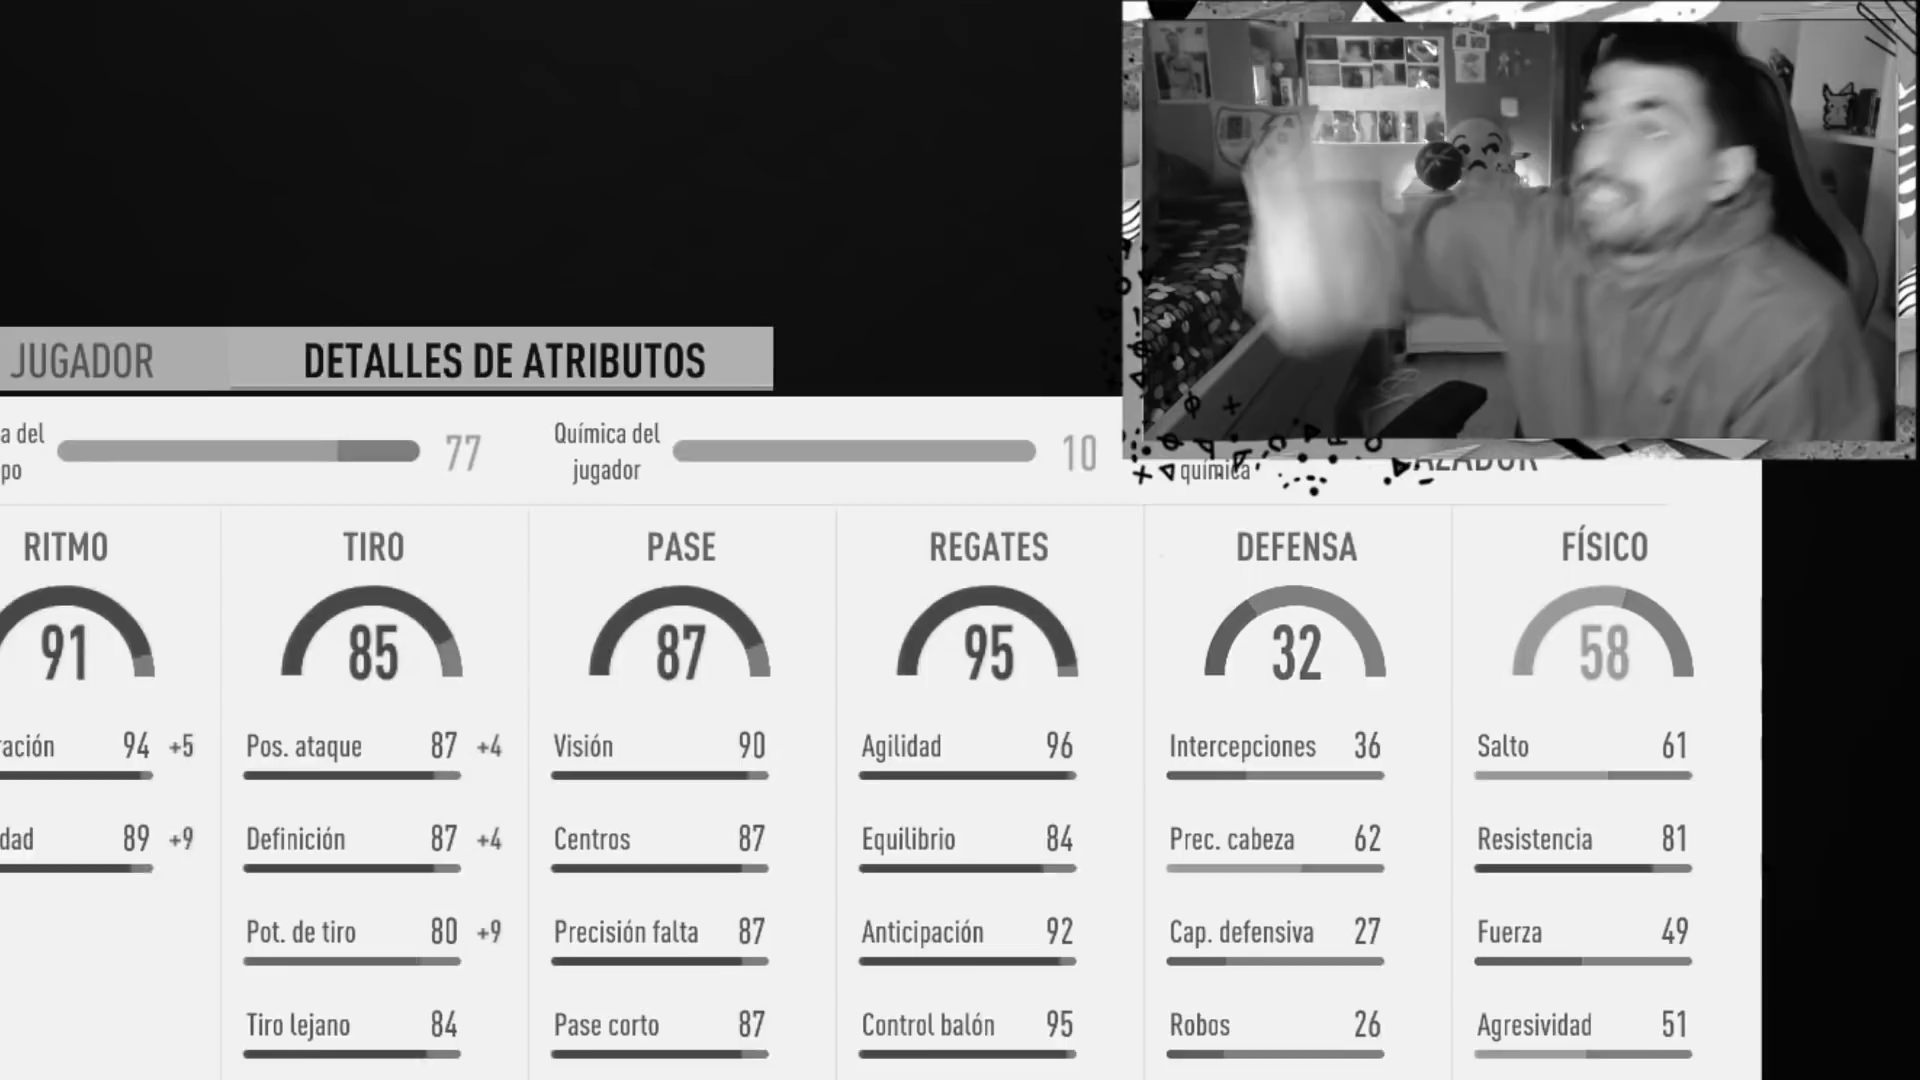 JUGADOR DETALLES DE ATRIBUTOS
a del
po
77
Química del
jugador
10
química
AZADOR
RITMO TIRO PASE REGATES DEFENSA FÍSICO
91 85 87 95 32 58
ración 94 +5 Pos. ataque 87 +4 Visión 90 Agilidad 96 Intercepciones 36 Salto 61
dad 89 +9 Definición 87 +4 Centros 87 Equilibrio 84 Prec. cabeza 62 Resistencia 81
Pot. de tiro 80 +9 Precisión falta 87 Anticipación 92 Cap. defensiva 27 Fuerza 49
Tiro lejano 84 Pase corto 87 Control balón 95 Robos 26 Agresividad 51